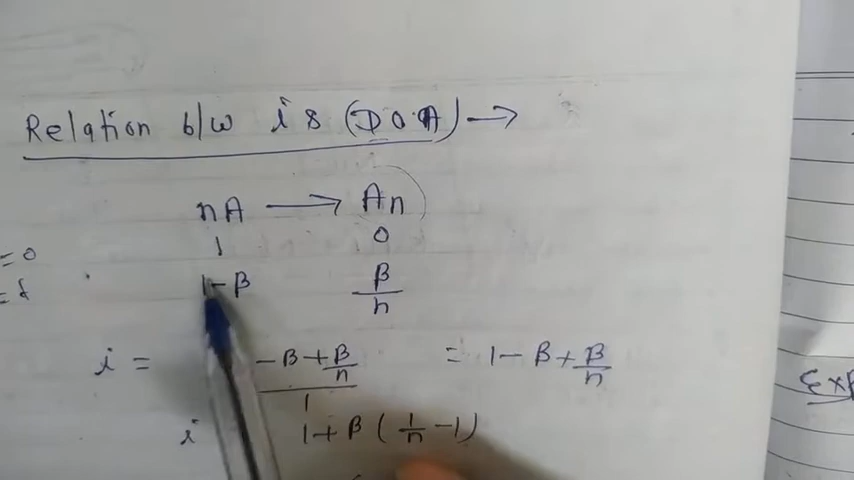 Relation b/w i & (D.O.A) →
nA → An
= 0 1 0
= t 1-β β/n
i = -β + β/n / 1 = 1 - β + β/n
i 1 + β ( 1/n - 1 )